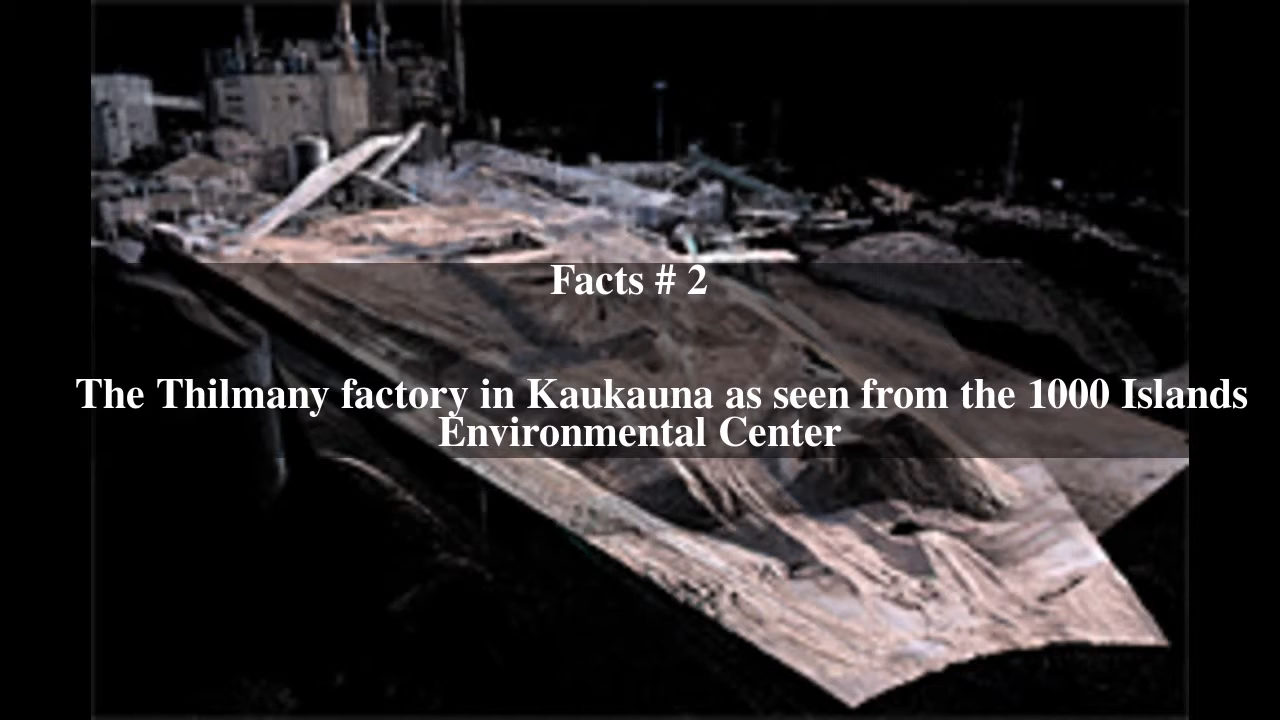 Facts # 2
The Thilmany factory in Kaukauna as seen from the 1000 Islands
Environmental Center